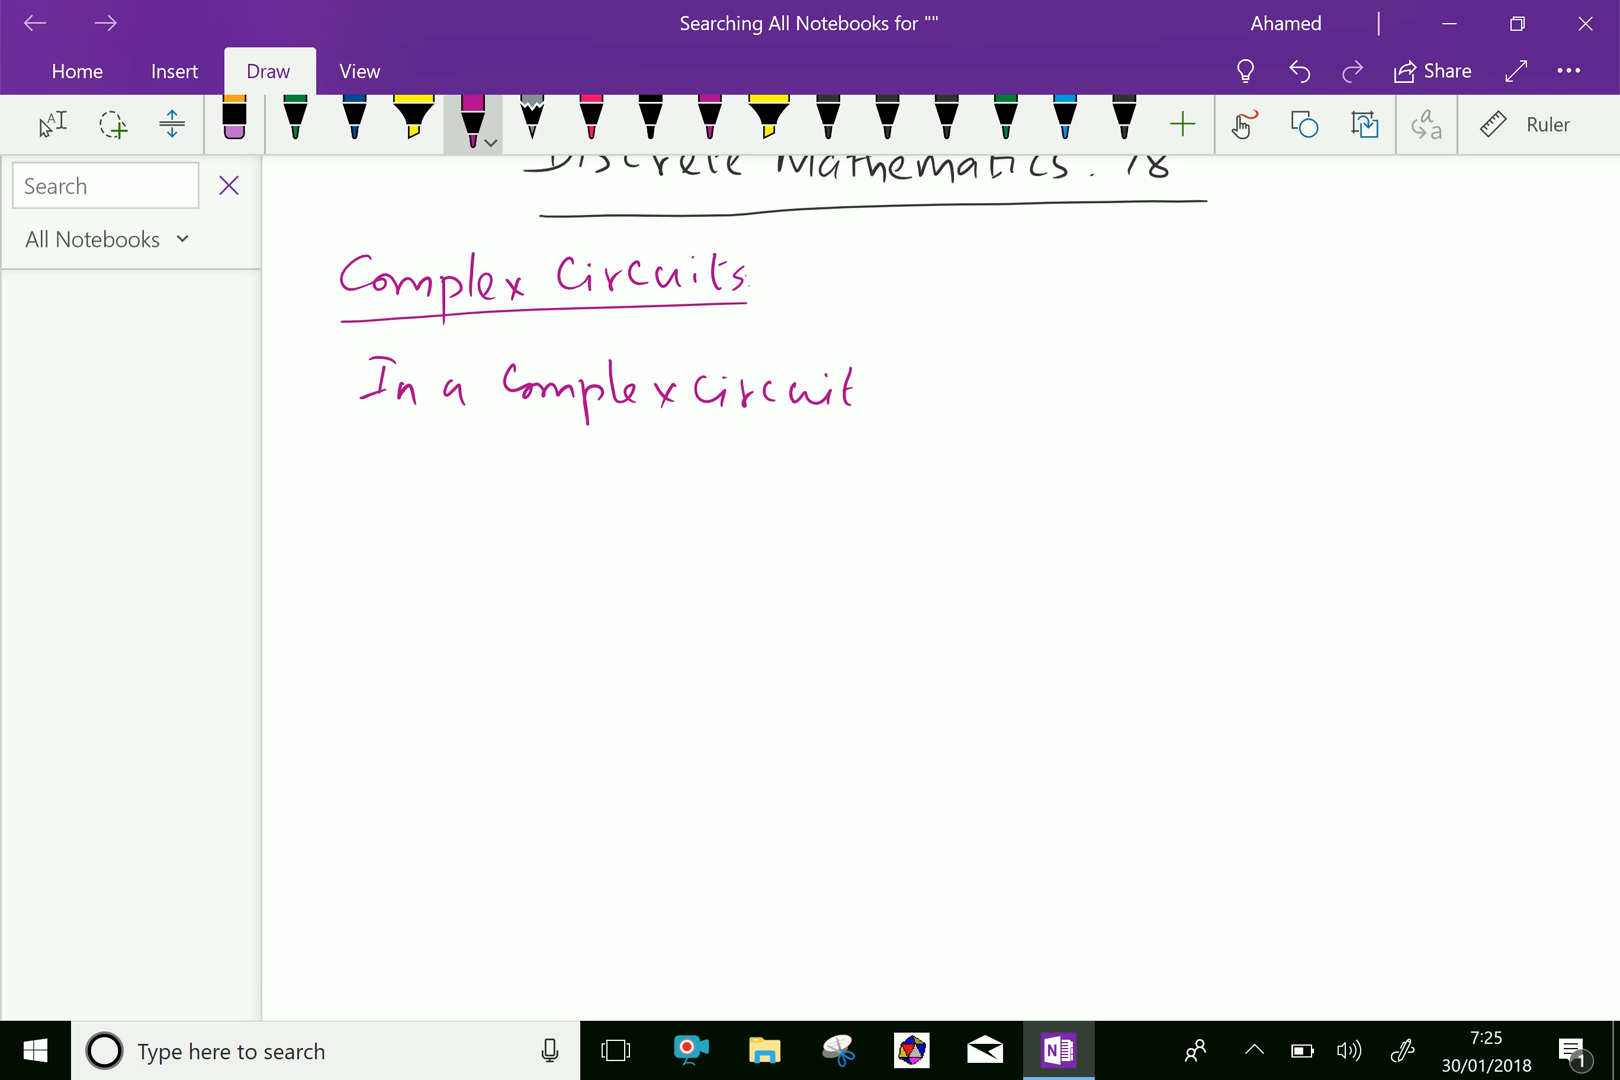 Searching All Notebooks for ""
Ahamed
Home Insert Draw View
Share
Ruler
Search
All Notebooks
Discrete Mathematics. 18
Complex Circuits:
In a Complex Circuit
Type here to search
7:25
30/01/2018
1